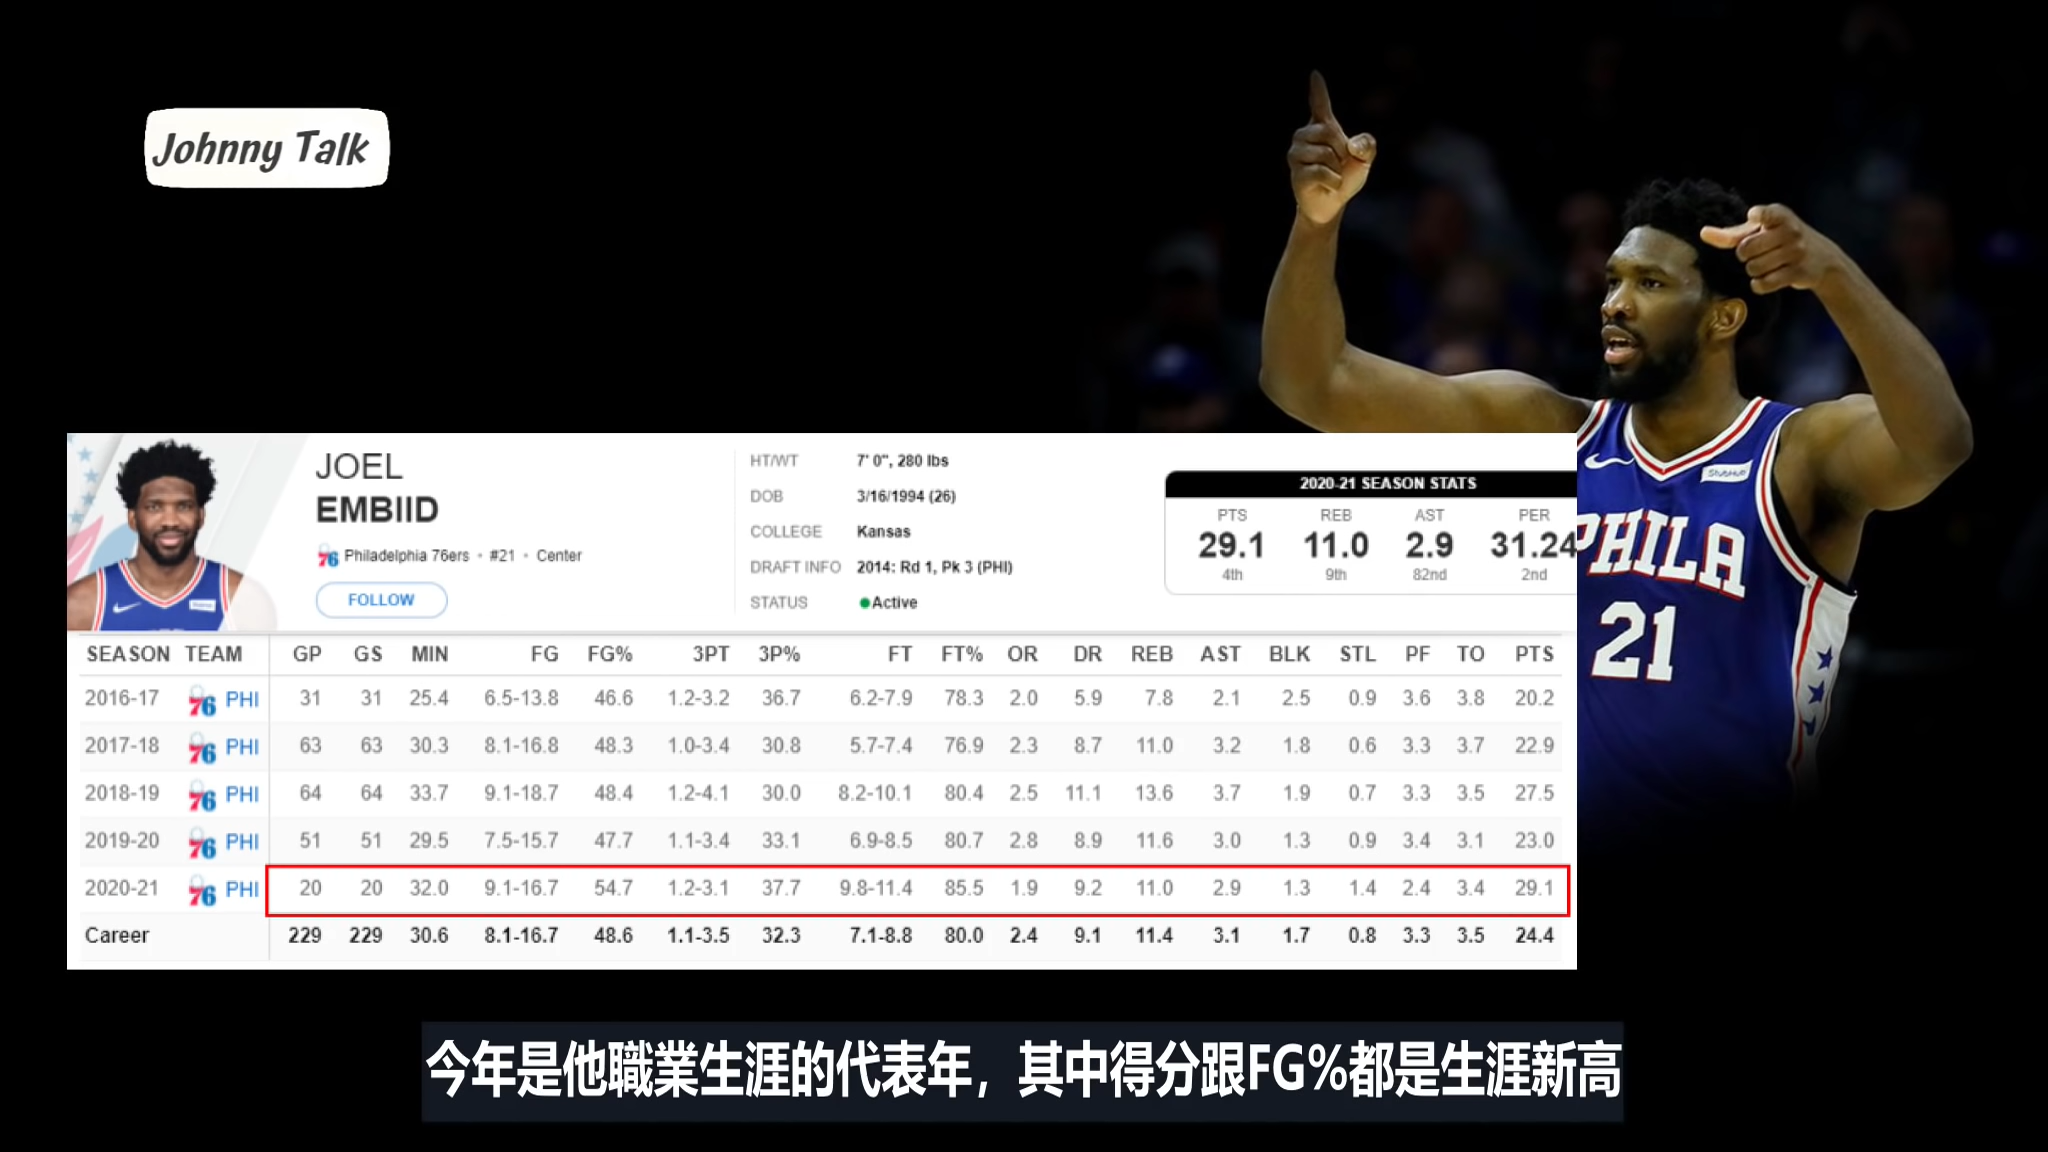 Johnny Talk
JOEL
EMBIID
76 Philadelphia 76ers • #21 • Center
FOLLOW
HT/WT 7' 0", 280 lbs
DOB 3/16/1994 (26)
COLLEGE Kansas
DRAFT INFO 2014: Rd 1, Pk 3 (PHI)
STATUS Active
2020-21 SEASON STATS
PTS REB AST PER
29.1 11.0 2.9 31.24
4th 9th 82nd 2nd
SEASON TEAM GP GS MIN FG FG% 3PT 3P% FT FT% OR DR REB AST BLK STL PF TO PTS
2016-17 76 PHI 31 31 25.4 6.5-13.8 46.6 1.2-3.2 36.7 6.2-7.9 78.3 2.0 5.9 7.8 2.1 2.5 0.9 3.6 3.8 20.2
2017-18 76 PHI 63 63 30.3 8.1-16.8 48.3 1.0-3.4 30.8 5.7-7.4 76.9 2.3 8.7 11.0 3.2 1.8 0.6 3.3 3.7 22.9
2018-19 76 PHI 64 64 33.7 9.1-18.7 48.4 1.2-4.1 30.0 8.2-10.1 80.4 2.5 11.1 13.6 3.7 1.9 0.7 3.3 3.5 27.5
2019-20 76 PHI 51 51 29.5 7.5-15.7 47.7 1.1-3.4 33.1 6.9-8.5 80.7 2.8 8.9 11.6 3.0 1.3 0.9 3.4 3.1 23.0
2020-21 76 PHI 20 20 32.0 9.1-16.7 54.7 1.2-3.1 37.7 9.8-11.4 85.5 1.9 9.2 11.0 2.9 1.3 1.4 2.4 3.4 29.1
Career 229 229 30.6 8.1-16.7 48.6 1.1-3.5 32.3 7.1-8.8 80.0 2.4 9.1 11.4 3.1 1.7 0.8 3.3 3.5 24.4
StubHub
PHILA
21
今年是他職業生涯的代表年，其中得分跟FG%都是生涯新高